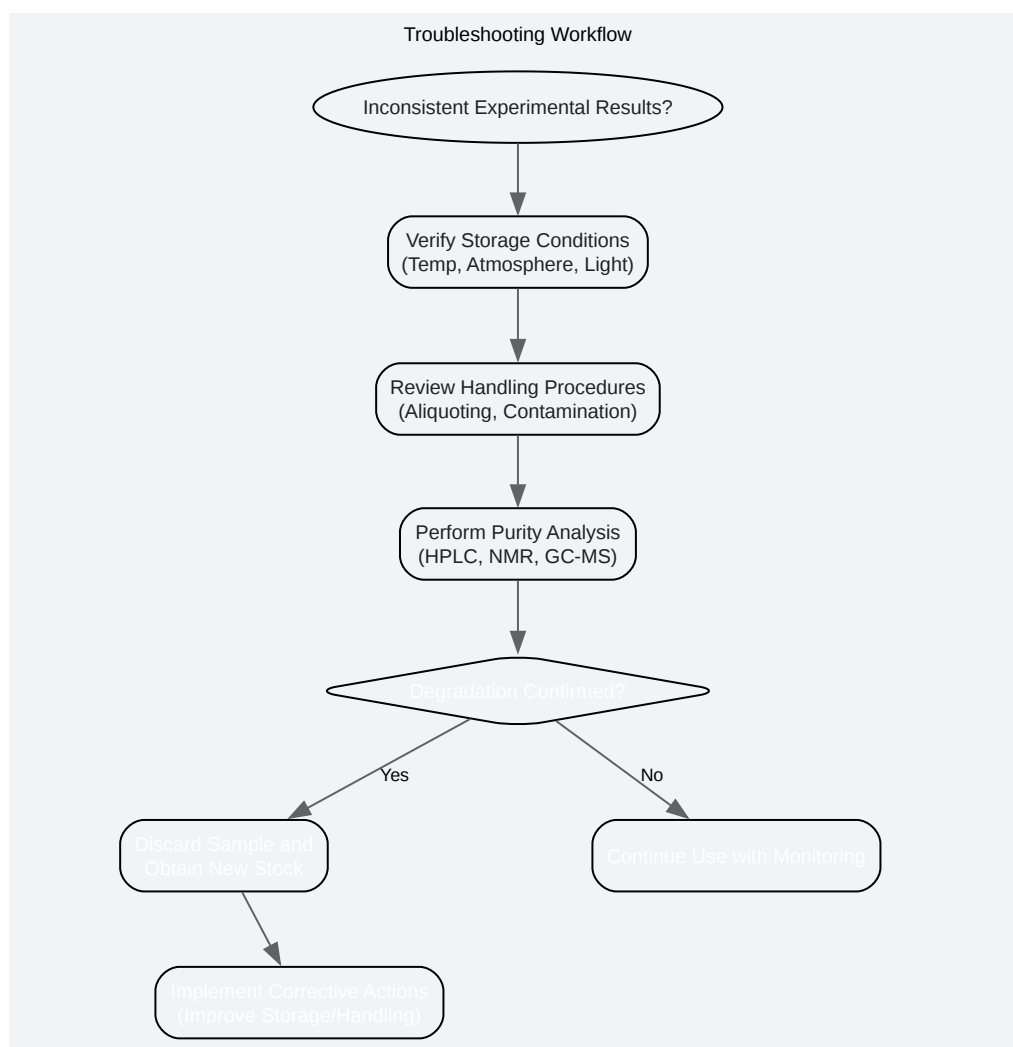 Troubleshooting Workflow
Inconsistent Experimental Results?
Verify Storage Conditions
(Temp, Atmosphere, Light)
Review Handling Procedures
(Aliquoting, Contamination)
Perform Purity Analysis
(HPLC, NMR, GC-MS)
Degradation Confirmed?
Yes
No
Discard Sample and
Obtain New Stock
Continue Use with Monitoring
Implement Corrective Actions
(Improve Storage/Handling)